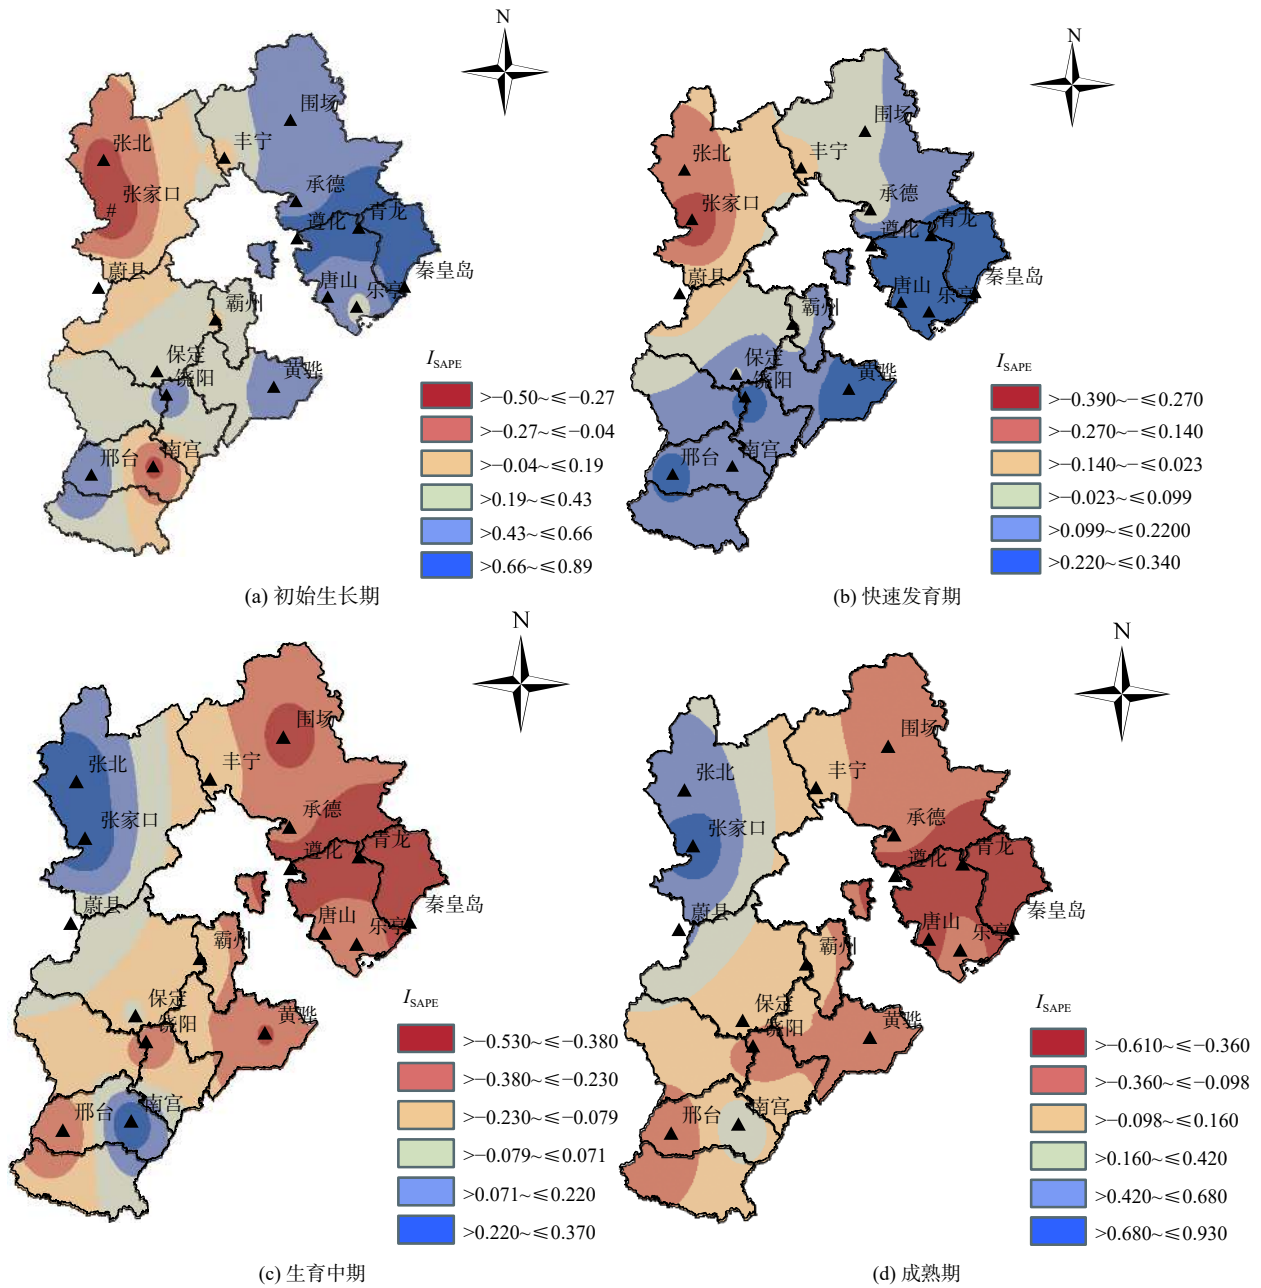 N
围场
张北
丰宁
张家口
#
承德
遵化
青龙
蔚县
唐山
乐亭
秦皇岛
霸州
保定
饶阳
黄骅
邢台
南宫
I_SAPE
>−0.50~≤−0.27
>−0.27~≤−0.04
>−0.04~≤0.19
>0.19~≤0.43
>0.43~≤0.66
>0.66~≤0.89
(a) 初始生长期
N
围场
张北
丰宁
张家口
承德
遵化
青龙
蔚县
唐山
乐亭
秦皇岛
霸州
保定
饶阳
黄骅
邢台
南宫
I_SAPE
>−0.390~−≤0.270
>−0.270~−≤0.140
>−0.140~−≤0.023
>−0.023~≤0.099
>0.099~≤0.2200
>0.220~≤0.340
(b) 快速发育期
N
围场
张北
丰宁
张家口
承德
遵化
青龙
蔚县
唐山
乐亭
秦皇岛
霸州
保定
饶阳
黄骅
邢台
南宫
I_SAPE
>−0.530~≤−0.380
>−0.380~≤−0.230
>−0.230~≤−0.079
>−0.079~≤0.071
>0.071~≤0.220
>0.220~≤0.370
(c) 生育中期
N
围场
张北
丰宁
张家口
承德
遵化
青龙
蔚县
唐山
乐亭
秦皇岛
霸州
保定
饶阳
黄骅
邢台
南宫
I_SAPE
>−0.610~≤−0.360
>−0.360~≤−0.098
>−0.098~≤0.160
>0.160~≤0.420
>0.420~≤0.680
>0.680~≤0.930
(d) 成熟期